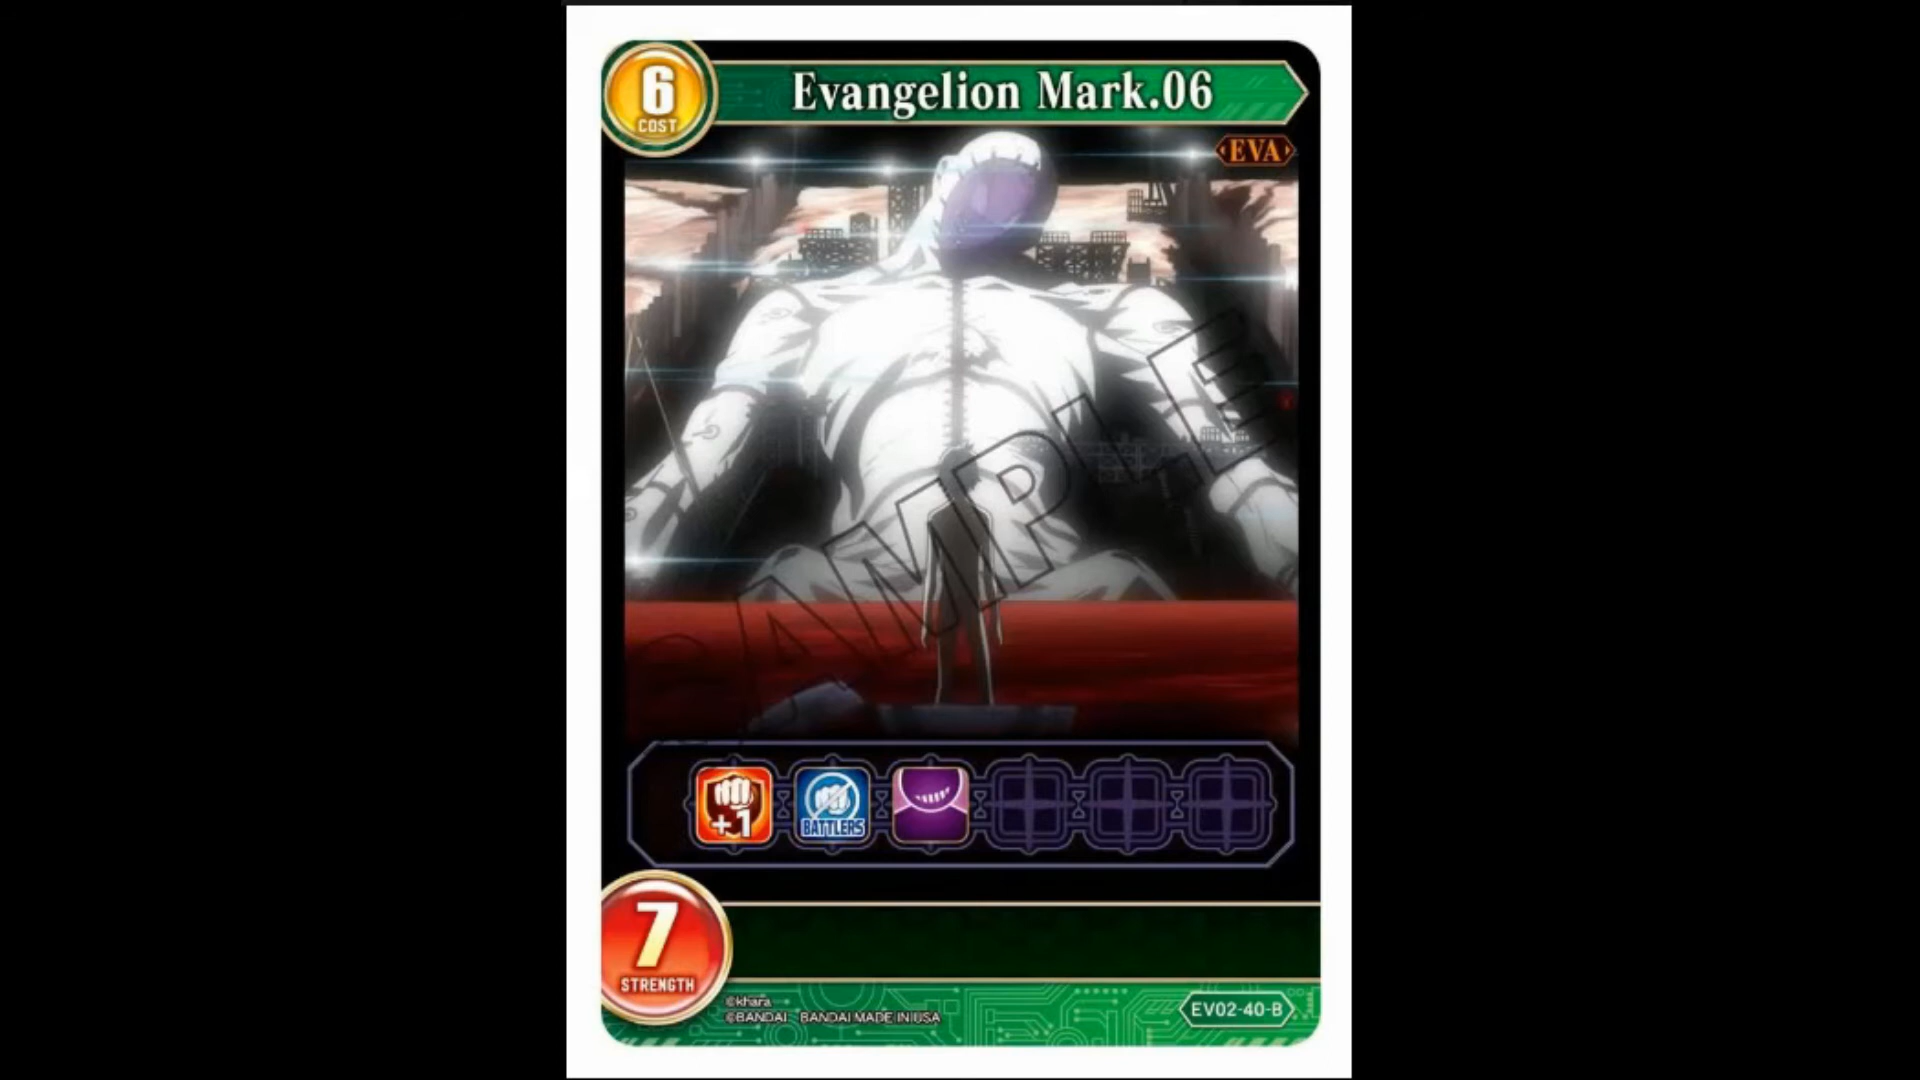 6
COST
Evangelion Mark.06
EVA
SAMPLE
+1
BATTLERS
7
STRENGTH
©khara
©BANDAI BANDAI MADE IN USA
EV02-40-B